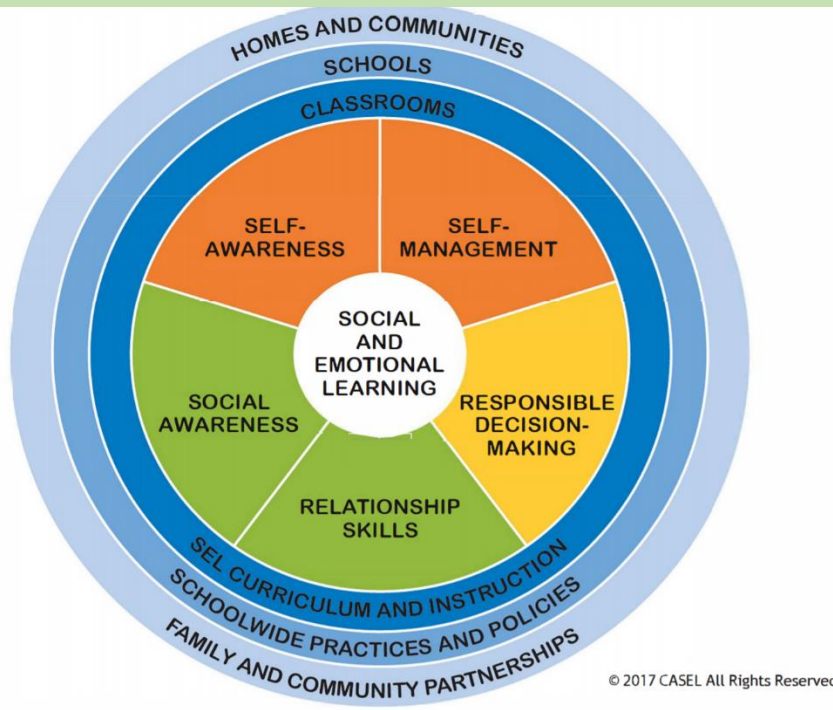 HOMES AND COMMUNITIES
SCHOOLS
CLASSROOMS
SELF-
AWARENESS
SELF-
MANAGEMENT
SOCIAL
AND
EMOTIONAL
LEARNING
SOCIAL
AWARENESS
RESPONSIBLE
DECISION-
MAKING
RELATIONSHIP
SKILLS
SEL CURRICULUM AND INSTRUCTION
SCHOOLWIDE PRACTICES AND POLICIES
FAMILY AND COMMUNITY PARTNERSHIPS
© 2017 CASEL All Rights Reserved